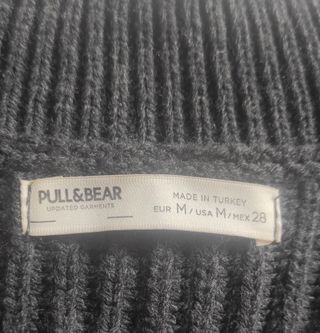 PULL&BEAR
UPDATED GARMENTS
MADE IN TURKEY
EUR M / USA M / MEX 28